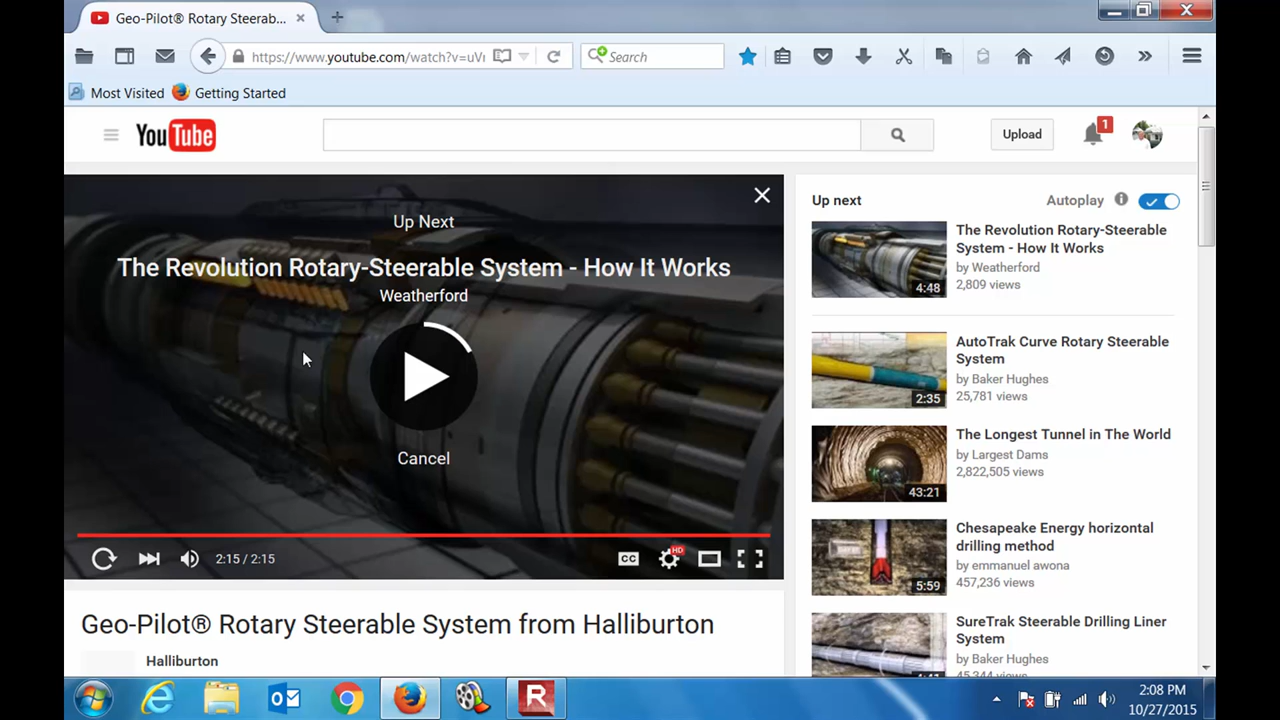 Geo-Pilot® Rotary Steerab...
https://www.youtube.com/watch?v=uVı
Search
Most Visited
Getting Started
YouTube
Upload
1
Up Next
The Revolution Rotary-Steerable System - How It Works
Weatherford
Cancel
2:15 / 2:15
CC
HD
Geo-Pilot® Rotary Steerable System from Halliburton
Halliburton
Up next
Autoplay
The Revolution Rotary-Steerable
System - How It Works
by Weatherford
2,809 views
4:48
AutoTrak Curve Rotary Steerable
System
by Baker Hughes
25,781 views
2:35
The Longest Tunnel in The World
by Largest Dams
2,822,505 views
43:21
Chesapeake Energy horizontal
drilling method
by emmanuel awona
457,236 views
5:59
SureTrak Steerable Drilling Liner
System
by Baker Hughes
R
2:08 PM
10/27/2015